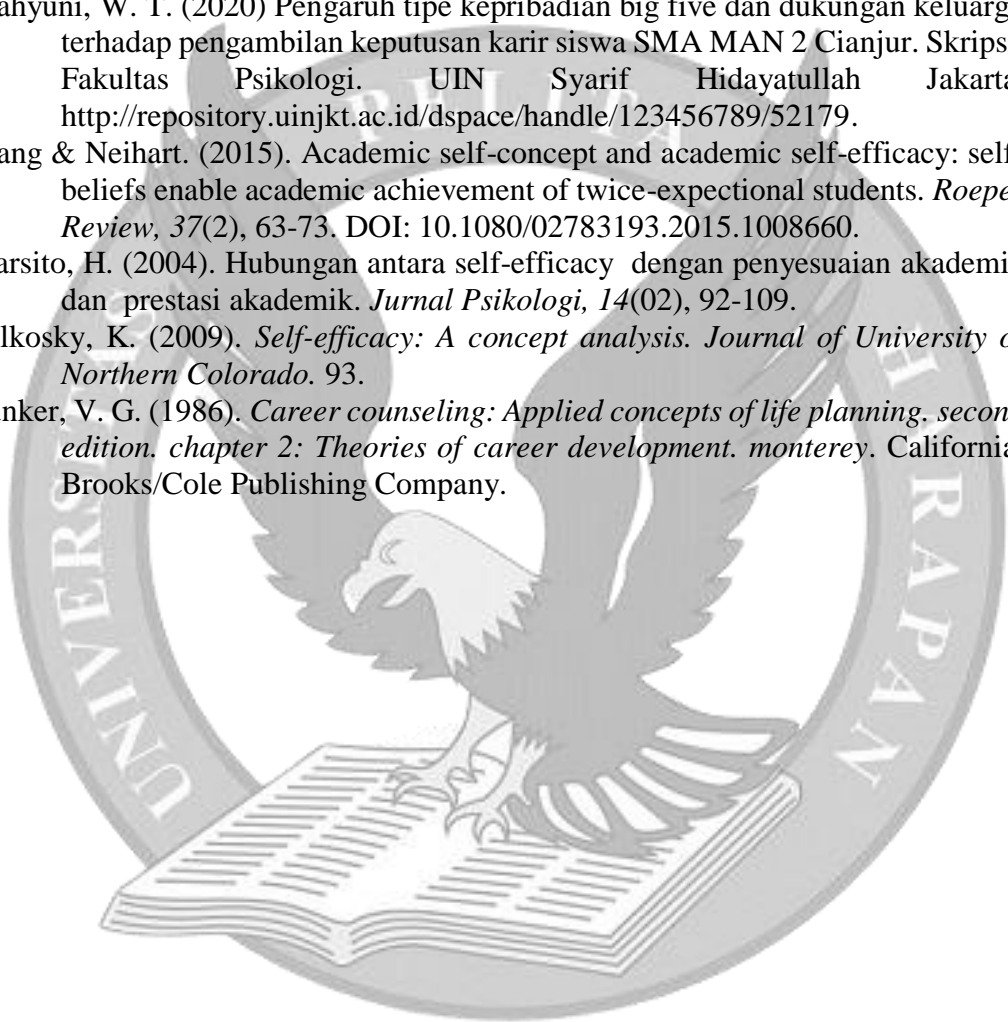 ahyuni, W. T. (2020) Pengaruh tipe kepribadian big five dan dukungan keluarg
terhadap pengambilan keputusan karir siswa SMA MAN 2 Cianjur. Skrips
Fakultas Psikologi. UIN Syarif Hidayatullah Jakarta
http://repository.uinjkt.ac.id/dspace/handle/123456789/52179.
ang & Neihart. (2015). Academic self-concept and academic self-efficacy: self
beliefs enable academic achievement of twice-expectional students. Roepe
Review, 37(2), 63-73. DOI: 10.1080/02783193.2015.1008660.
arsito, H. (2004). Hubungan antara self-efficacy dengan penyesuaian akademi
dan prestasi akademik. Jurnal Psikologi, 14(02), 92-109.
lkosky, K. (2009). Self-efficacy: A concept analysis. Journal of University o
Northern Colorado. 93.
nker, V. G. (1986). Career counseling: Applied concepts of life planning. secon
edition. chapter 2: Theories of career development. monterey. California
Brooks/Cole Publishing Company.
UNIVERSITAS PELITA HARAPAN